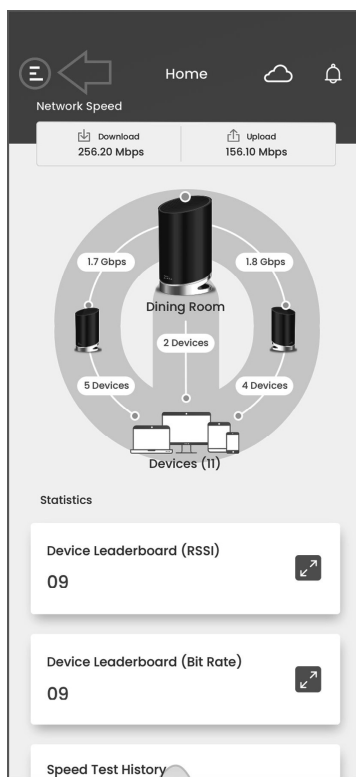 Home
Network Speed
Download
256.20 Mbps
Upload
156.10 Mbps
1.7 Gbps
1.8 Gbps
Dining Room
2 Devices
5 Devices
4 Devices
Devices (11)
Statistics
Device Leaderboard (RSSI)
09
Device Leaderboard (Bit Rate)
09
Speed Test History